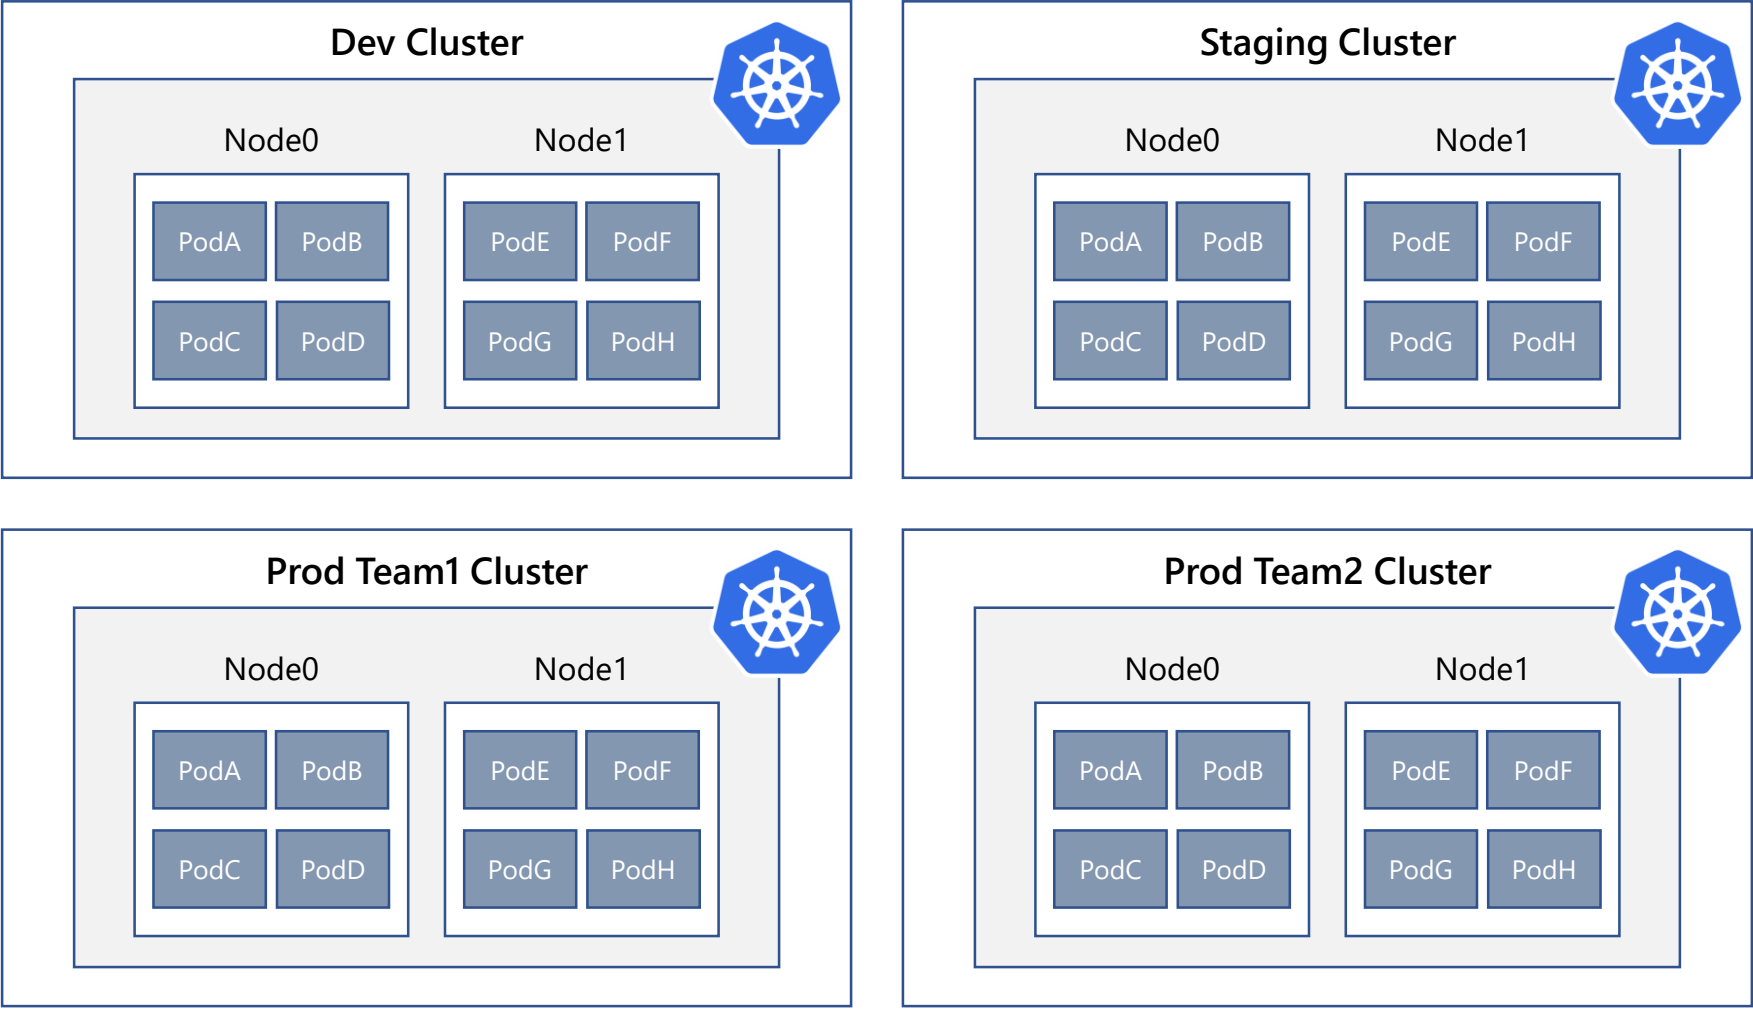 Dev Cluster
Node0 Node1
PodA PodB PodE PodF
PodC PodD PodG PodH
Staging Cluster
Node0 Node1
PodA PodB PodE PodF
PodC PodD PodG PodH
Prod Team1 Cluster
Node0 Node1
PodA PodB PodE PodF
PodC PodD PodG PodH
Prod Team2 Cluster
Node0 Node1
PodA PodB PodE PodF
PodC PodD PodG PodH